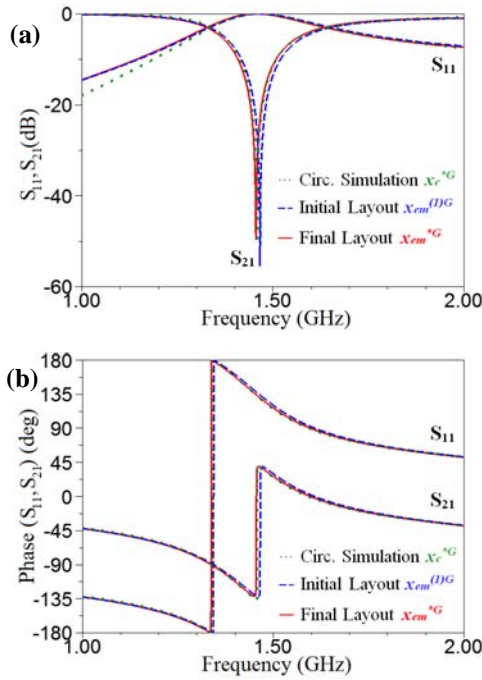 (a)
S11, S21(dB)
0
-20
-40
-60
S11
S21
Circ. Simulation xc*G
Initial Layout xem(1)G
Final Layout xem*G
1.00
1.50
2.00
Frequency (GHz)
(b)
Phase (S11, S21) (deg)
180
135
90
45
0
-45
-90
-135
-180
S11
S21
Circ. Simulation xc*G
Initial Layout xem(1)G
Final Layout xem*G
1.00
1.50
2.00
Frequency (GHz)